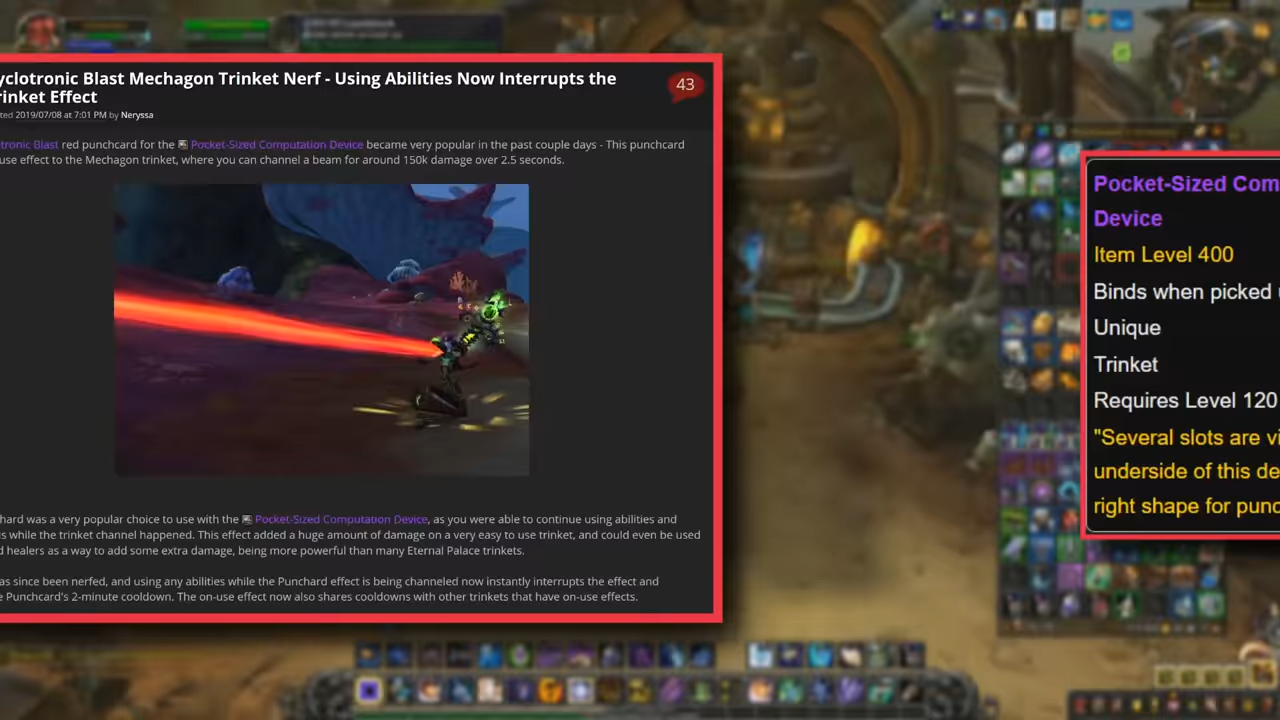 yclotronic Blast Mechagon Trinket Nerf - Using Abilities Now Interrupts the
rinket Effect
43
ted 2019/07/08 at 7:01 PM by Neryssa
tronic Blast red punchcard for the Pocket-Sized Computation Device became very popular in the past couple days - This punchcard
use effect to the Mechagon trinket, where you can channel a beam for around 150k damage over 2.5 seconds.
hard was a very popular choice to use with the Pocket-Sized Computation Device, as you were able to continue using abilities and
s while the trinket channel happened. This effect added a huge amount of damage on a very easy to use trinket, and could even be used
d healers as a way to add some extra damage, being more powerful than many Eternal Palace trinkets.
as since been nerfed, and using any abilities while the Punchard effect is being channeled now instantly interrupts the effect and
e Punchcard's 2-minute cooldown. The on-use effect now also shares cooldowns with other trinkets that have on-use effects.
Pocket-Sized Com
Device
Item Level 400
Binds when picked
Unique
Trinket
Requires Level 120
"Several slots are vi
underside of this de
right shape for punc